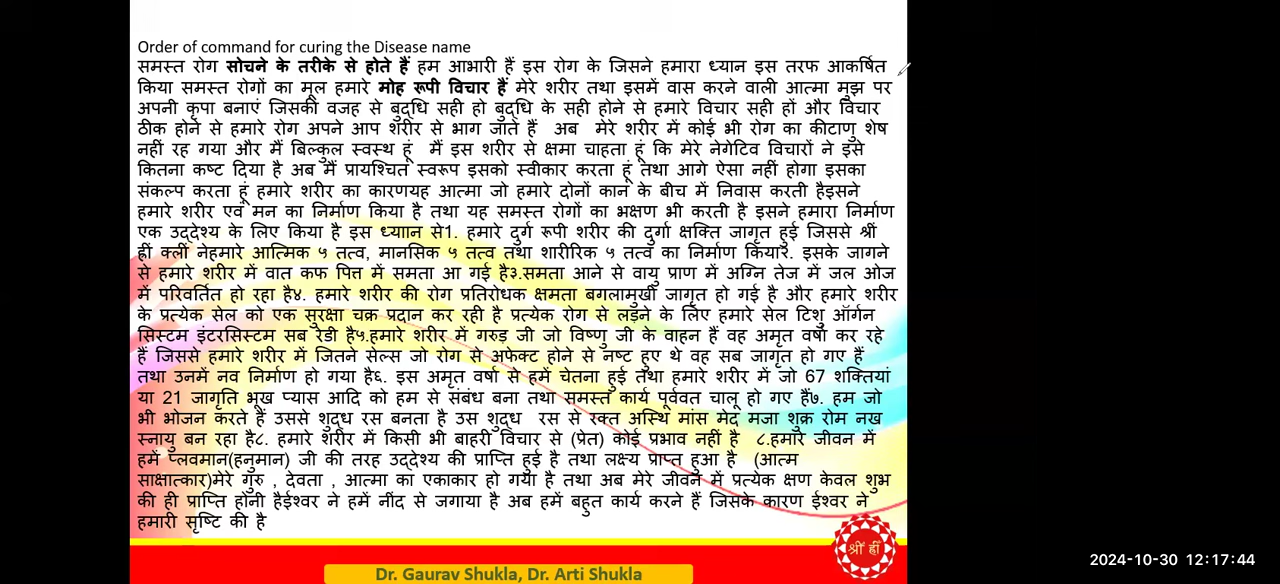 Order of command for curing the Disease name
समस्त रोग सोचने के तरीके से होते हैं हम आभारी हैं इस रोग के जिसने हमारा ध्यान इस तरफ आकर्षित
किया समस्त रोगों का मूल हमारे मोह रूपी विचार हैं मेरे शरीर तथा इसमें वास करने वाली आत्मा मुझ पर
अपनी कृपा बनाएं जिसकी वजह से बुद्धि सही हो बुद्धि के सही होने से हमारे विचार सही हों और विचार
ठीक होने से हमारे रोग अपने आप शरीर से भाग जाते हैं अब मेरे शरीर में कोई भी रोग का कीटाणु शेष
नहीं रह गया और मैं बिल्कुल स्वस्थ हूं मैं इस शरीर से क्षमा चाहता हूं कि मेरे नेगेटिव विचारों ने इसे
कितना कष्ट दिया है अब मैं प्रायश्चित स्वरूप इसको स्वीकार करता हूं तथा आगे ऐसा नहीं होगा इसका
संकल्प करता हूं हमारे शरीर का कारणयह आत्मा जो हमारे दोनों कान के बीच में निवास करती हैइसने
हमारे शरीर एवं मन का निर्माण किया है तथा यह समस्त रोगों का भक्षण भी करती है इसने हमारा निर्माण
एक उद्देश्य के लिए किया है इस ध्याान से1. हमारे दुर्ग रूपी शरीर की दुर्गा क्षक्ति जागृत हुई जिससे श्रीं
ह्रीं क्लीं नेहमारे आत्मिक ५ तत्व, मानसिक ५ तत्व तथा शारीरिक ५ तत्व का निर्माण किया२. इसके जागने
से हमारे शरीर में वात कफ पित्त में समता आ गई है३.समता आने से वायु प्राण में अग्नि तेज में जल ओज
में परिवर्तित हो रहा है४. हमारे शरीर की रोग प्रतिरोधक क्षमता बगलामुखी जागृत हो गई है और हमारे शरीर
के प्रत्येक सेल को एक सुरक्षा चक्र प्रदान कर रही है प्रत्येक रोग से लड़ने के लिए हमारे सेल टिशु ऑर्गन
सिस्टम इंटरसिस्टम सब रेडी है५.हमारे शरीर में गरुड़ जी जो विष्णु जी के वाहन हैं वह अमृत वर्षा कर रहे
हैं जिससे हमारे शरीर में जितने सेल्स जो रोग से अफेक्ट होने से नष्ट हुए थे वह सब जागृत हो गए हैं
तथा उनमें नव निर्माण हो गया है६. इस अमृत वर्षा से हमें चेतना हुई तथा हमारे शरीर में जो 67 शक्तियां
या 21 जागृति भूख प्यास आदि को हम से संबंध बना तथा समस्त कार्य पूर्ववत चालू हो गए हैं७. हम जो
भी भोजन करते हैं उससे शुद्ध रस बनता है उस शुद्ध रस से रक्त अस्थि मांस मेद मजा शुक्र रोम नख
स्नायु बन रहा है८. हमारे शरीर में किसी भी बाहरी विचार से (प्रेत) कोई प्रभाव नहीं है ८.हमारे जीवन में
हमें प्लवमान(हनुमान) जी की तरह उद्देश्य की प्राप्ति हुई है तथा लक्ष्य प्राप्त हुआ है (आत्म
साक्षात्कार)मेरे गुरु , देवता , आत्मा का एकाकार हो गया है तथा अब मेरे जीवन में प्रत्येक क्षण केवल शुभ
की ही प्राप्ति होनी हैईश्वर ने हमें नींद से जगाया है अब हमें बहुत कार्य करने हैं जिसके कारण ईश्वर ने
हमारी सृष्टि की है
श्रीं ह्रीं
Dr. Gaurav Shukla, Dr. Arti Shukla
2024-10-30 12:17:44